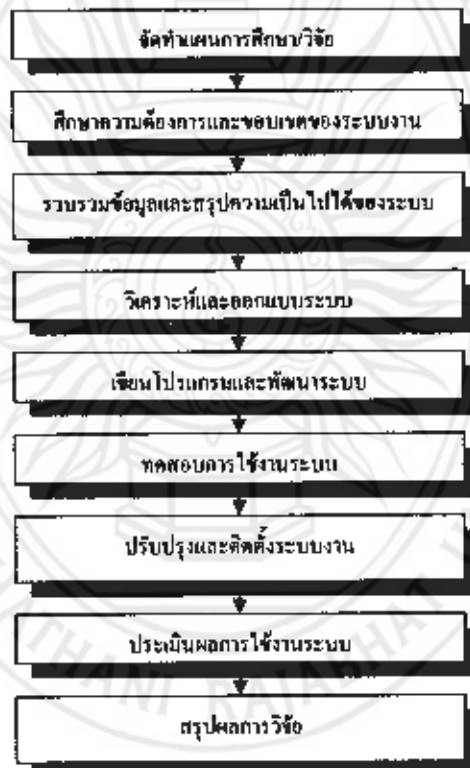 จัดทำแผนการศึกษา/วิจัย
ศึกษาความต้องการและขอบเขตของระบบงาน
รวบรวมข้อมูลและสรุปความเป็นไปได้ของระบบ
วิเคราะห์และออกแบบระบบ
เขียนโปรแกรมและพัฒนาระบบ
ทดสอบการใช้งานระบบ
ปรับปรุงและติดตั้งระบบงาน
ประเมินผลการใช้งานระบบ
สรุปผลการวิจัย
THANI RAJABHAT